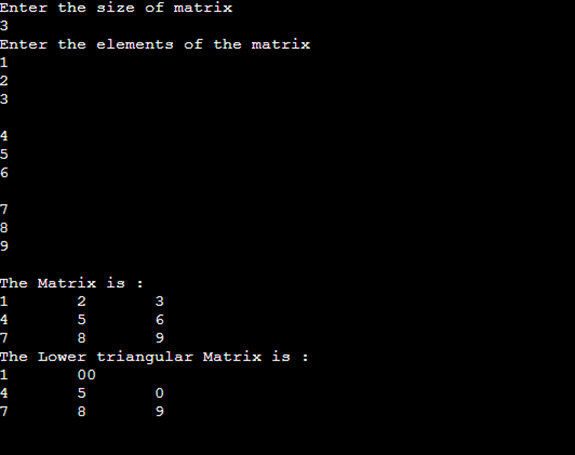 Enter the size of matrix
3
Enter the elements of the matrix
1
2
3
4
5
6
7
8
9
The Matrix is :
1 2 3
4 5 6
7 8 9
The Lower triangular Matrix is :
1 00
4 5 0
7 8 9